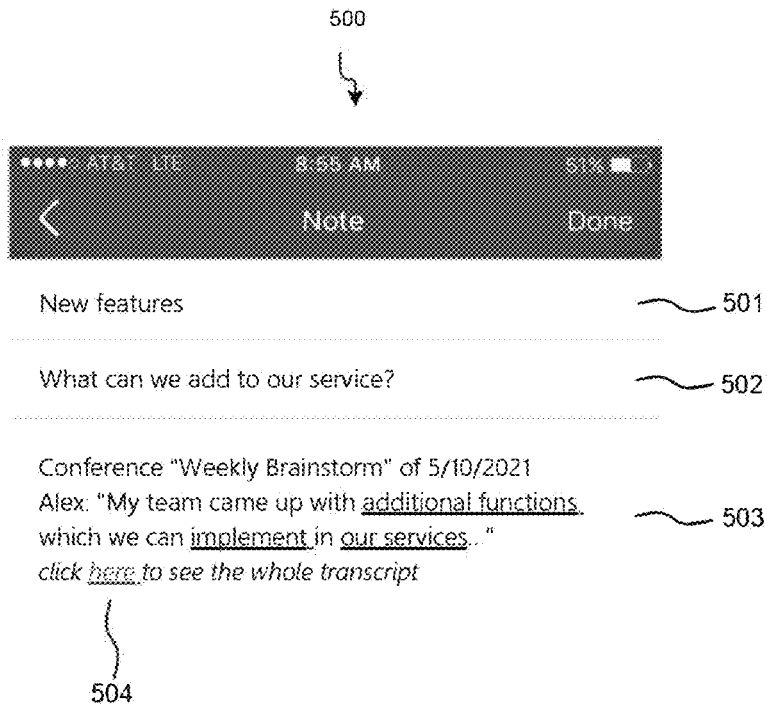 500
AT&T LTE 8:55 AM 51%
Note Done
New features 501
What can we add to our service? 502
Conference "Weekly Brainstorm" of 5/10/2021
Alex: "My team came up with additional functions
which we can implement in our services..." 503
click here to see the whole transcript
504